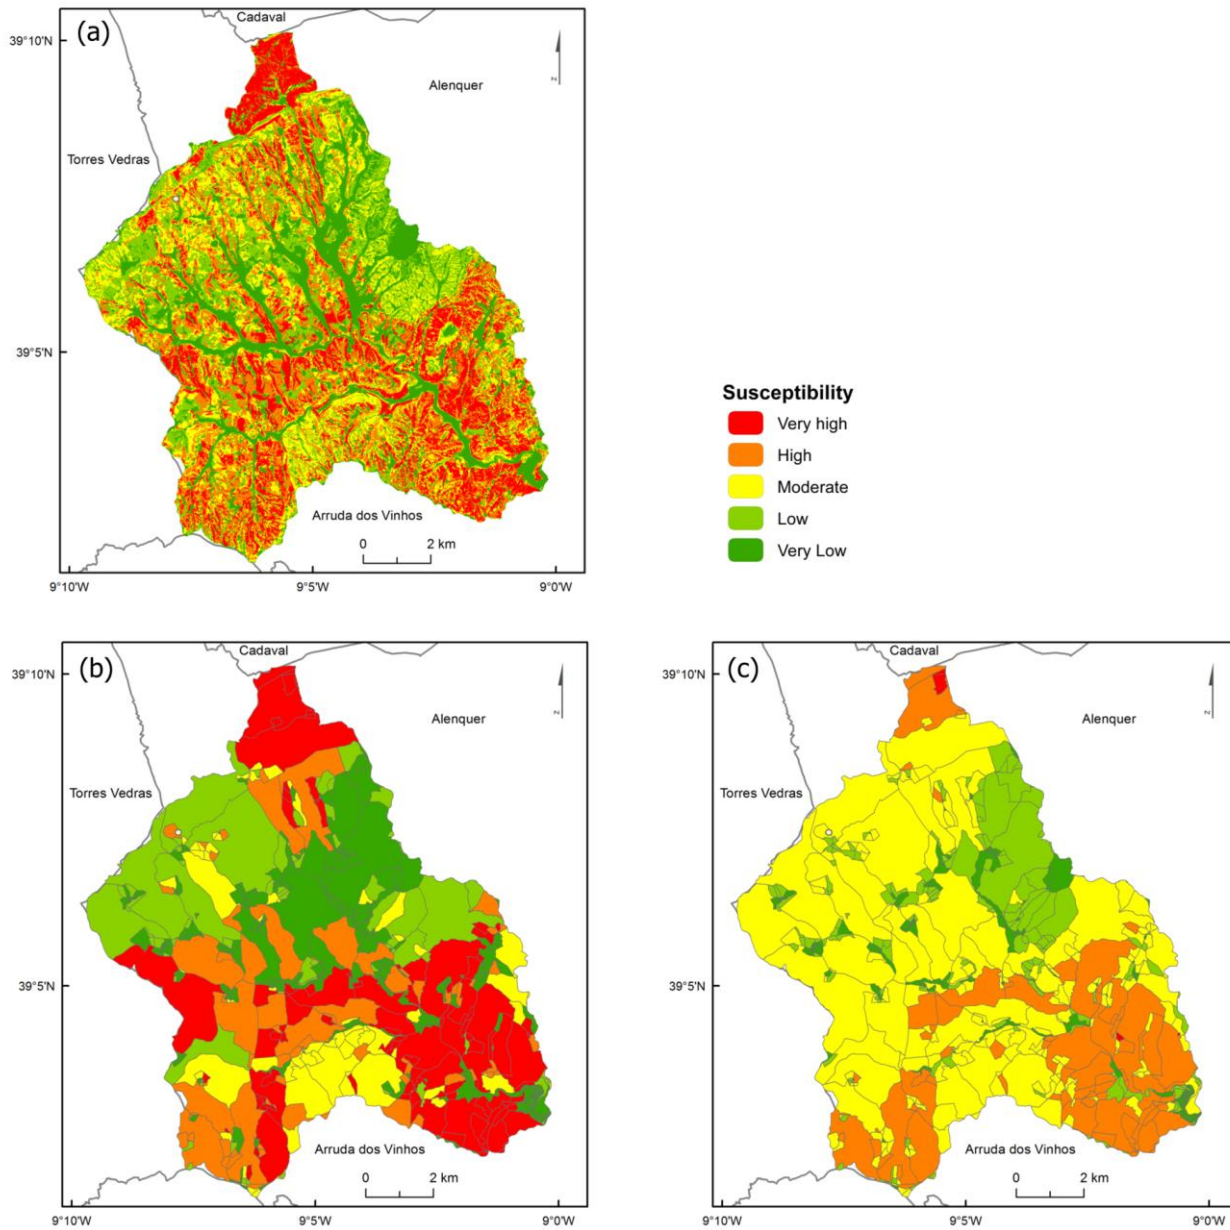 Cadaval
(a)
39°10'N
Alenquer
z
Torres Vedras
39°5'N
Arruda dos Vinhos
0 2 km
9°10'W 9°5'W 9°0'W
Susceptibility
Very high
High
Moderate
Low
Very Low
Cadaval
(b)
39°10'N
Alenquer
z
Torres Vedras
39°5'N
Arruda dos Vinhos
0 2 km
9°10'W 9°5'W 9°0'W
Cadaval
(c)
39°10'N
Alenquer
z
Torres Vedras
39°5'N
Arruda dos Vinhos
0 2 km
9°10'W 9°5'W 9°0'W